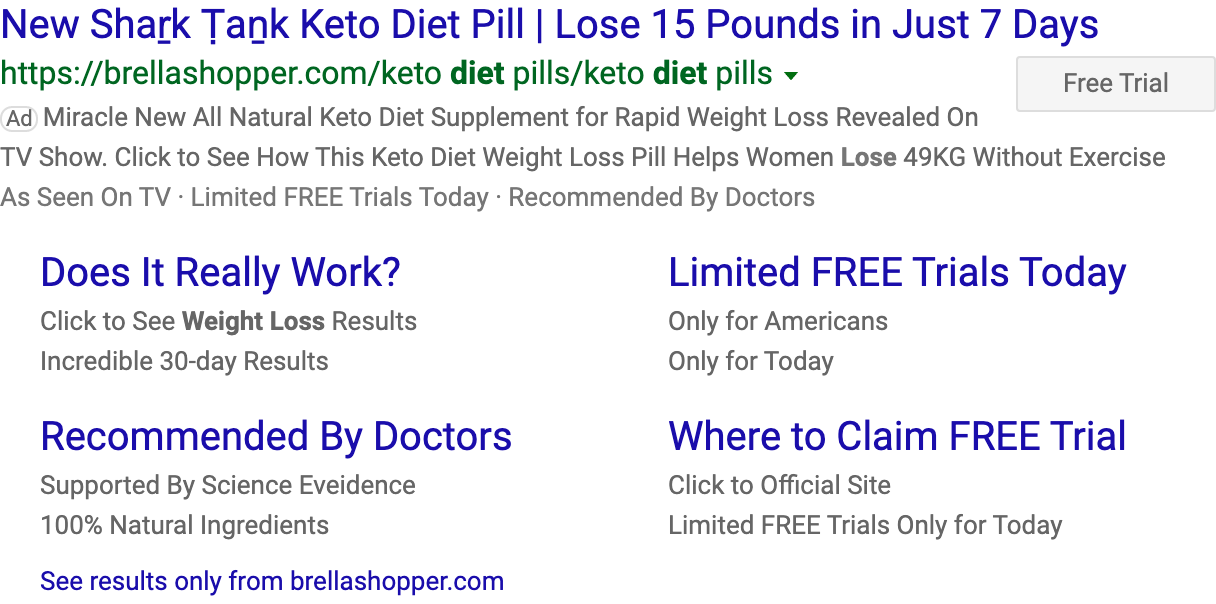 New Shaṟk Ṭaṉk Keto Diet Pill | Lose 15 Pounds in Just 7 Days
https://brellashopper.com/keto diet pills/keto diet pills
Free Trial
Ad Miracle New All Natural Keto Diet Supplement for Rapid Weight Loss Revealed On
TV Show. Click to See How This Keto Diet Weight Loss Pill Helps Women Lose 49KG Without Exercise
As Seen On TV · Limited FREE Trials Today · Recommended By Doctors
Does It Really Work?
Click to See Weight Loss Results
Incredible 30-day Results
Limited FREE Trials Today
Only for Americans
Only for Today
Recommended By Doctors
Supported By Science Eveidence
100% Natural Ingredients
Where to Claim FREE Trial
Click to Official Site
Limited FREE Trials Only for Today
See results only from brellashopper.com